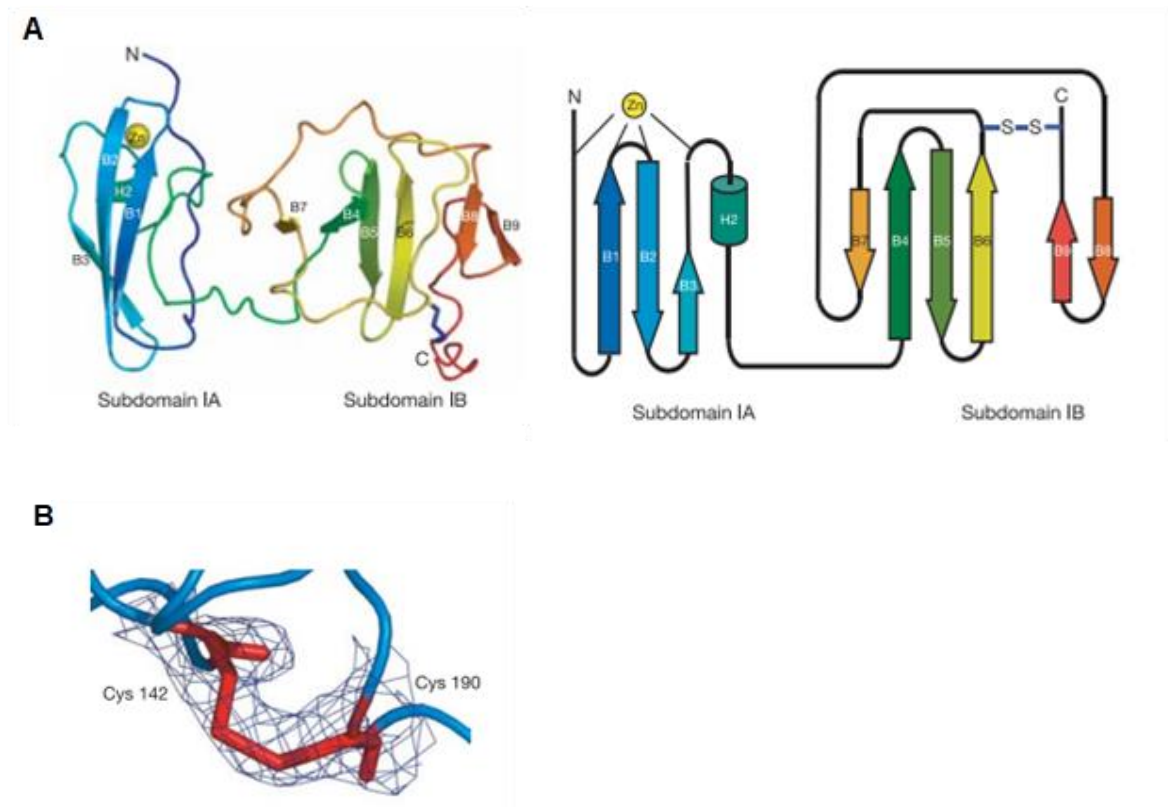 A
N
Zn
B2
H2
B1
B3
B7
B4
B5
B6
B8
B9
C
Subdomain IA
Subdomain IB
N
Zn
B1
B2
B3
H2
C
S
S
B7
B4
B5
B6
B9
B8
Subdomain IA
Subdomain IB
B
Cys 142
Cys 190